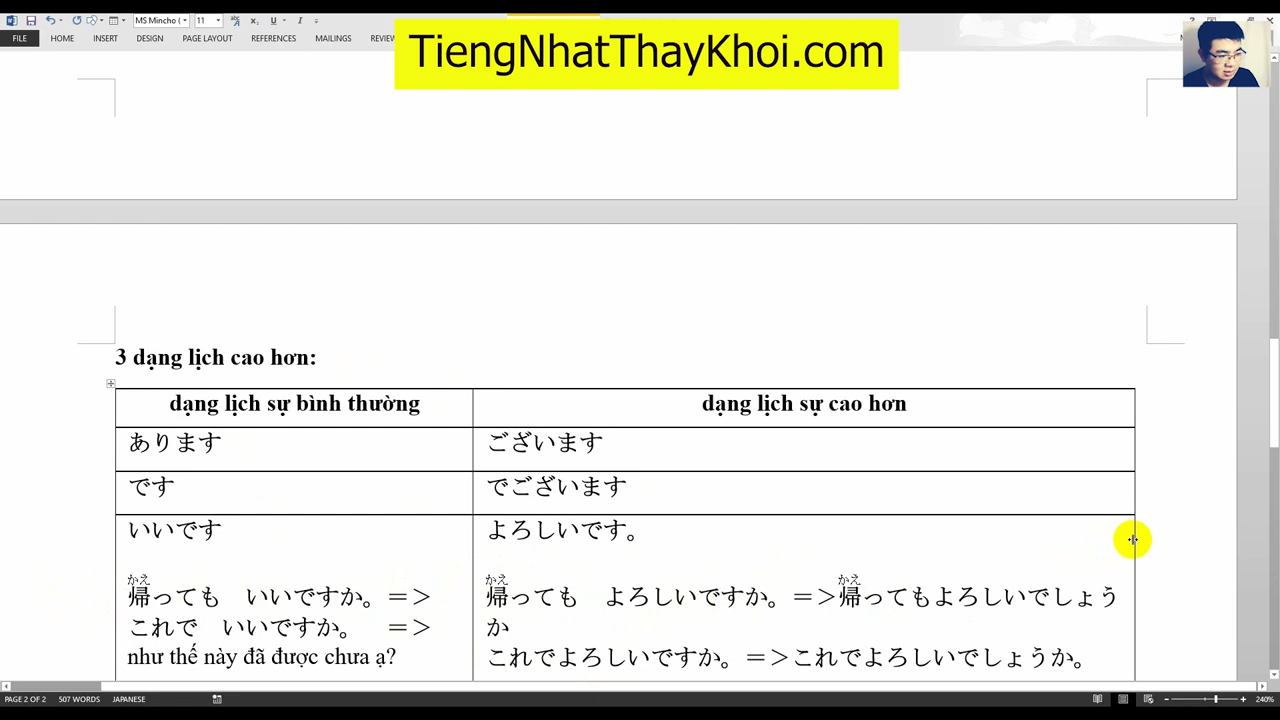 MS Mincho ( 11
FILE HOME INSERT DESIGN PAGE LAYOUT REFERENCES MAILINGS
TiengNhatThayKhoi.com
3 dạng lịch cao hơn:
dạng lịch sự bình thường dạng lịch sự cao hơn
あります ございます
です でございます
いいです よろしいです。
かえ かえ かえ
帰っても いいですか。＝＞ 帰っても よろしいですか。＝＞帰ってもよろしいでしょう
これで いいですか。 ＝＞ か
như thế này đã được chưa ạ? これでよろしいですか。＝＞これでよろしいでしょうか。
PAGE 2 OF 2 507 WORDS JAPANESE 240%